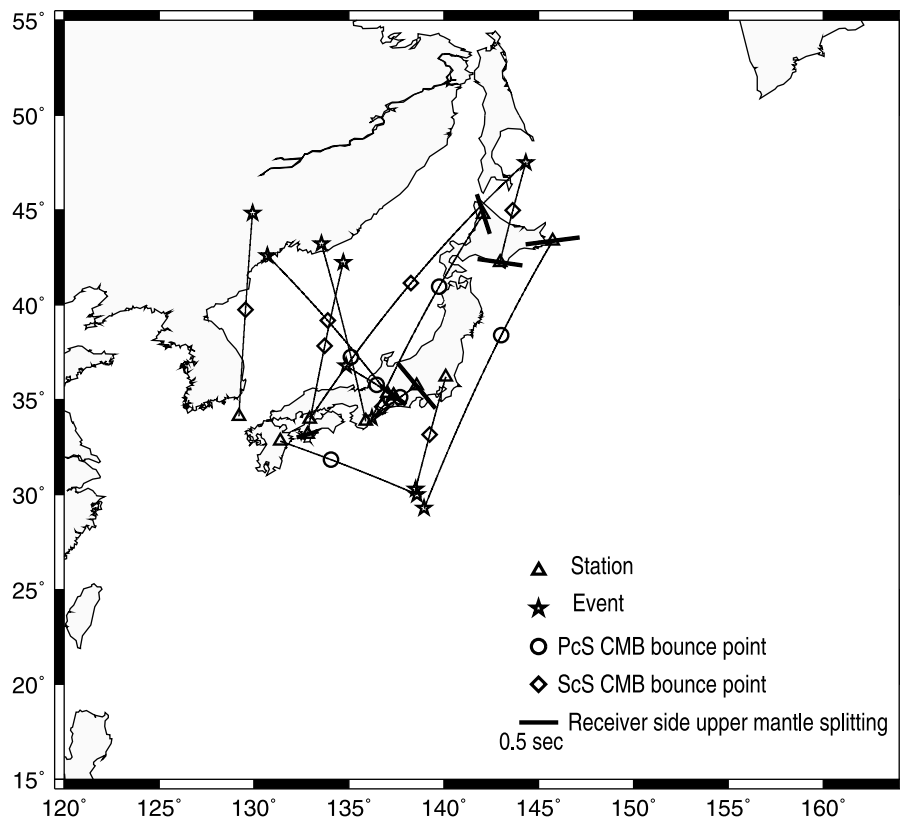 55°
50°
45°
40°
35°
30°
25°
20°
15°
Station
Event
PcS CMB bounce point
ScS CMB bounce point
Receiver side upper mantle splitting
0.5 sec
120° 125° 130° 135° 140° 145° 150° 155° 160°